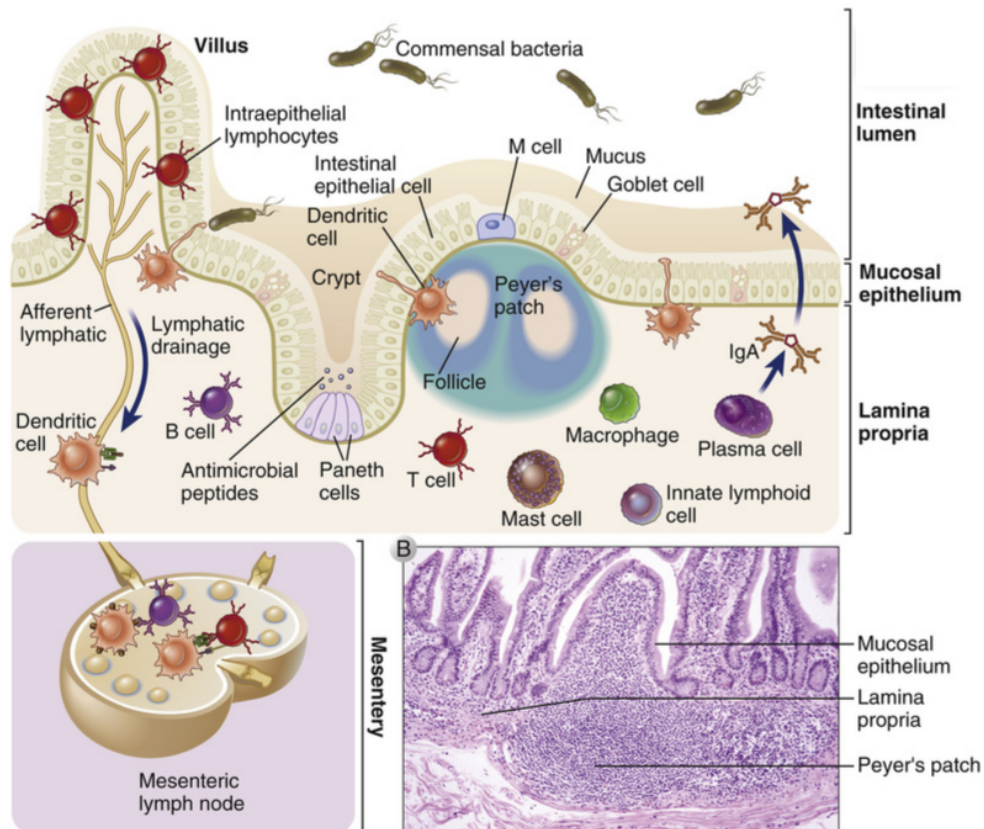 Villus
Commensal bacteria
Intraepithelial
lymphocytes
Intestinal
epithelial cell
M cell
Mucus
Goblet cell
Dendritic
cell
Crypt
Peyer's
patch
Afferent
lymphatic
Lymphatic
drainage
Follicle
IgA
Dendritic
cell
B cell
Antimicrobial
peptides
Paneth
cells
T cell
Macrophage
Plasma cell
Mast cell
Innate lymphoid
cell
Intestinal
lumen
Mucosal
epithelium
Lamina
propria
Mesenteric
lymph node
Mesentery
B
Mucosal
epithelium
Lamina
propria
Peyer's patch